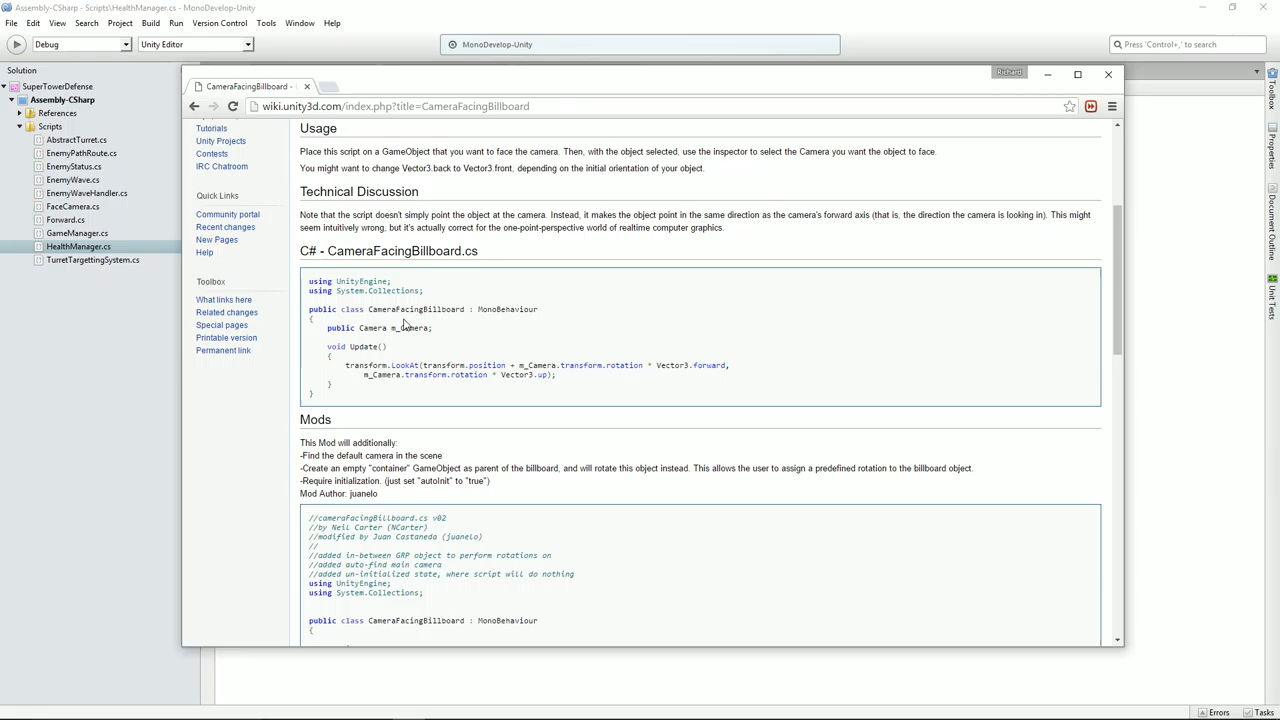 Assembly-CSharp - Scripts\HealthManager.cs - MonoDevelop-Unity
File Edit View Search Project Build Run Version Control Tools Window Help
Debug Unity Editor MonoDevelop-Unity Press 'Control+,' to search
Solution
SuperTowerDefense
Assembly-CSharp
References
Scripts
AbstractTurret.cs
EnemyPathRoute.cs
EnemyStatus.cs
EnemyWave.cs
EnemyWaveHandler.cs
FaceCamera.cs
Forward.cs
GameManager.cs
HealthManager.cs
TurretTargettingSystem.cs
Richard
CameraFacingBillboard -
wiki.unity3d.com/index.php?title=CameraFacingBillboard
Tutorials
Unity Projects
Contests
IRC Chatroom
Quick Links
Community portal
Recent changes
New Pages
Help
Toolbox
What links here
Related changes
Special pages
Printable version
Permanent link
Usage
Place this script on a GameObject that you want to face the camera. Then, with the object selected, use the inspector to select the Camera you want the object to face.
You might want to change Vector3.back to Vector3.front, depending on the initial orientation of your object.
Technical Discussion
Note that the script doesn't simply point the object at the camera. Instead, it makes the object point in the same direction as the camera's forward axis (that is, the direction the camera is looking in). This might
seem intuitively wrong, but it's actually correct for the one-point-perspective world of realtime computer graphics.
C# - CameraFacingBillboard.cs
using UnityEngine;
using System.Collections;
public class CameraFacingBillboard : MonoBehaviour
{
public Camera m_Camera;
void Update()
{
transform.LookAt(transform.position + m_Camera.transform.rotation * Vector3.forward,
m_Camera.transform.rotation * Vector3.up);
}
}
Mods
This Mod will additionally:
-Find the default camera in the scene
-Create an empty "container" GameObject as parent of the billboard, and will rotate this object instead. This allows the user to assign a predefined rotation to the billboard object.
-Require initialization. (just set "autoInit" to "true")
Mod Author: juanelo
//cameraFacingBillboard.cs v02
//by Neil Carter (NCarter)
//modified by Juan Castaneda (juanelo)
//
//added in-between GRP object to perform rotations on
//added auto-find main camera
//added un-initialized state, where script will do nothing
using UnityEngine;
using System.Collections;
public class CameraFacingBillboard : MonoBehaviour
{
Toolbox
Properties
Document Outline
Unit Tests
Errors Tasks